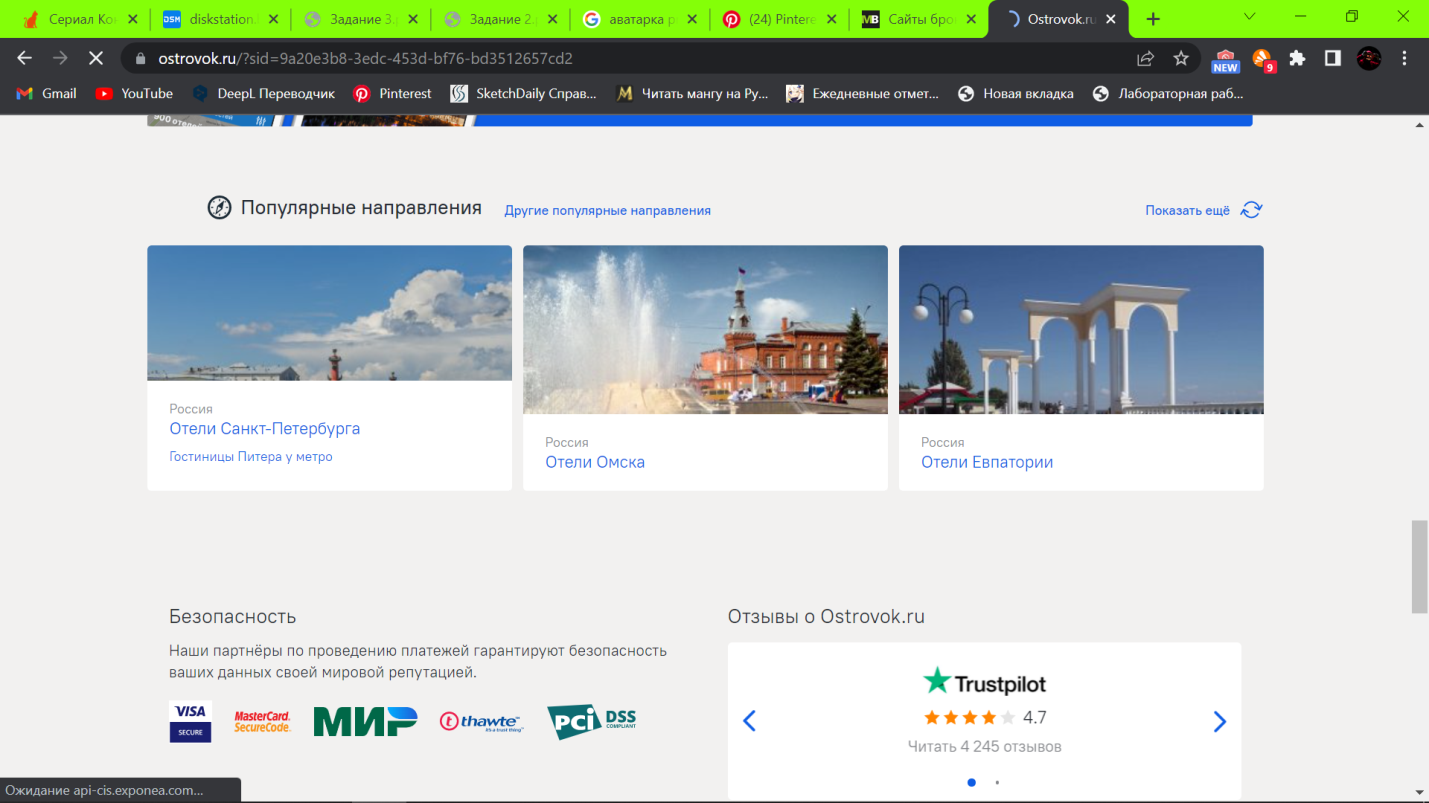 Сериал Кон
diskstation.
Задание 3.
Задание 2.
аватарка р
(24) Pintere
Сайты бро
Ostrovok.ru
ostrovok.ru/?sid=9a20e3b8-3edc-453d-bf76-bd3512657cd2
NEW
9
Gmail
YouTube
DeepL Переводчик
Pinterest
SketchDaily Справ...
Читать мангу на Ру...
Ежедневные отмет...
Новая вкладка
Лабораторная раб...
Популярные направления
Другие популярные направления
Показать ещё
Россия
Отели Санкт-Петербурга
Гостиницы Питера у метро
Россия
Отели Омска
Россия
Отели Евпатории
Безопасность
Наши партнёры по проведению платежей гарантируют безопасность
ваших данных своей мировой репутацией.
VISA
SECURE
MasterCard.
SecureCode.
МИР
thawte
it's a trust thing
PCI DSS
COMPLIANT
Отзывы о Ostrovok.ru
Trustpilot
4.7
Читать 4 245 отзывов
Ожидание api-cis.exponea.com...